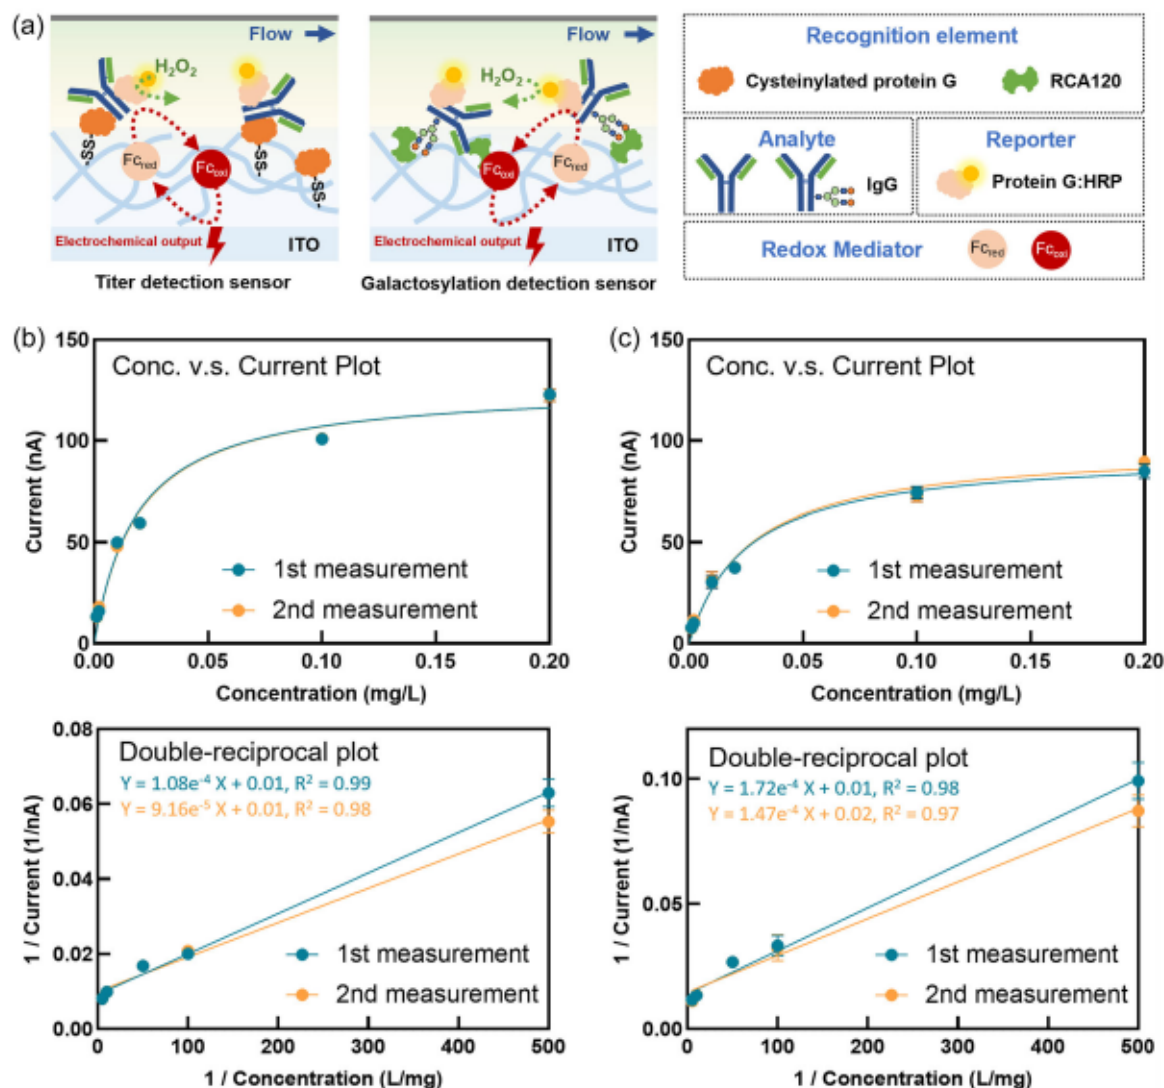 (a)
Flow
H₂O₂
-SS-
-SS-
-SS-
Fc_red
Fc_oxi
Electrochemical output
ITO
Titer detection sensor
Flow
H₂O₂
Fc_oxi
Fc_red
Electrochemical output
ITO
Galactosylation detection sensor
Recognition element
Cysteinylated protein G
RCA120
Analyte
IgG
Reporter
Protein G:HRP
Redox Mediator
Fc_red
Fc_oxi
(b)
Conc. v.s. Current Plot
Current (nA)
150
100
50
0
1st measurement
2nd measurement
0.00 0.05 0.10 0.15 0.20
Concentration (mg/L)
(c)
Conc. v.s. Current Plot
Current (nA)
150
100
50
0
1st measurement
2nd measurement
0.00 0.05 0.10 0.15 0.20
Concentration (mg/L)
Double-reciprocal plot
Y = 1.08e⁻⁴ X + 0.01, R² = 0.99
Y = 9.16e⁻⁵ X + 0.01, R² = 0.98
1 / Current (1/nA)
0.08
0.06
0.04
0.02
0.00
1st measurement
2nd measurement
0 100 200 300 400 500
1 / Concentration (L/mg)
Double-reciprocal plot
Y = 1.72e⁻⁴ X + 0.01, R² = 0.98
Y = 1.47e⁻⁴ X + 0.02, R² = 0.97
1 / Current (1/nA)
0.10
0.05
0.00
1st measurement
2nd measurement
0 100 200 300 400 500
1 / Concentration (L/mg)